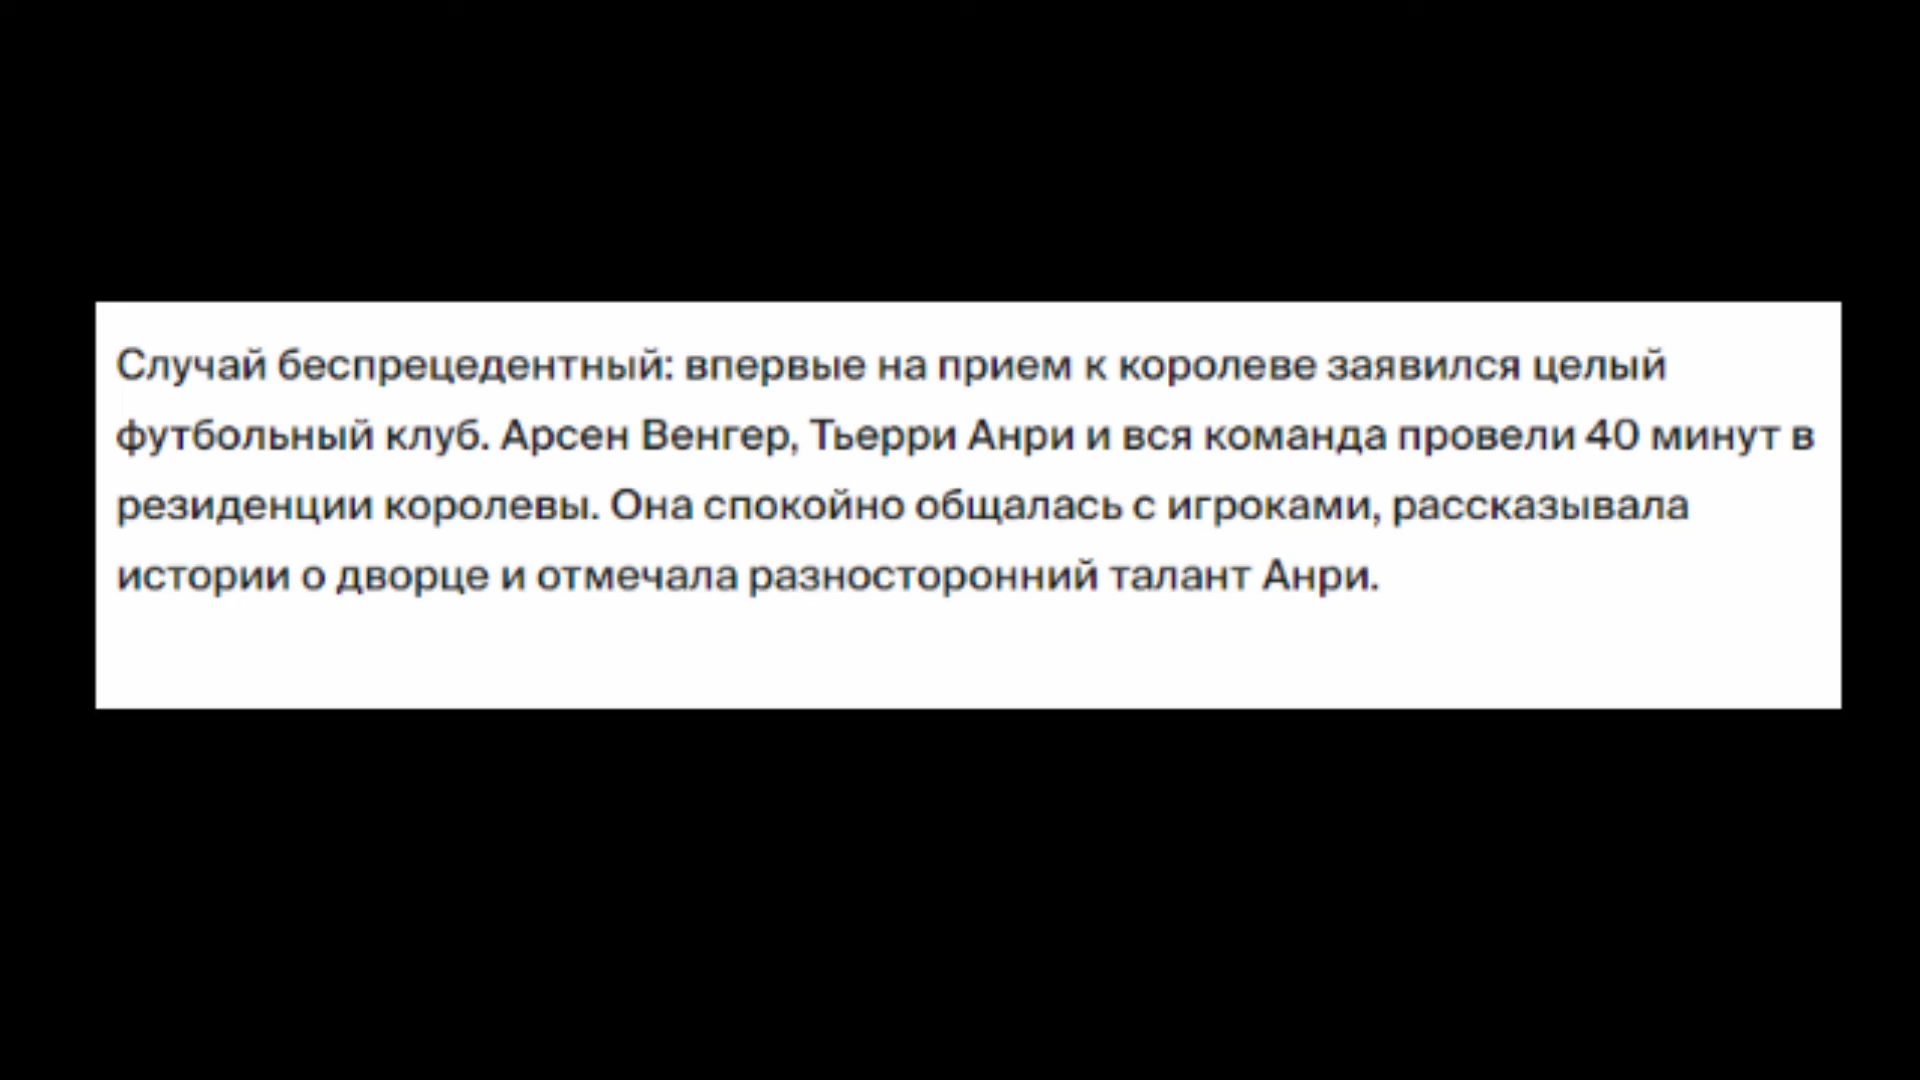 Случай беспрецедентный: впервые на прием к королеве заявился целый
футбольный клуб. Арсен Венгер, Тьерри Анри и вся команда провели 40 минут в
резиденции королевы. Она спокойно общалась с игроками, рассказывала
истории о дворце и отмечала разносторонний талант Анри.